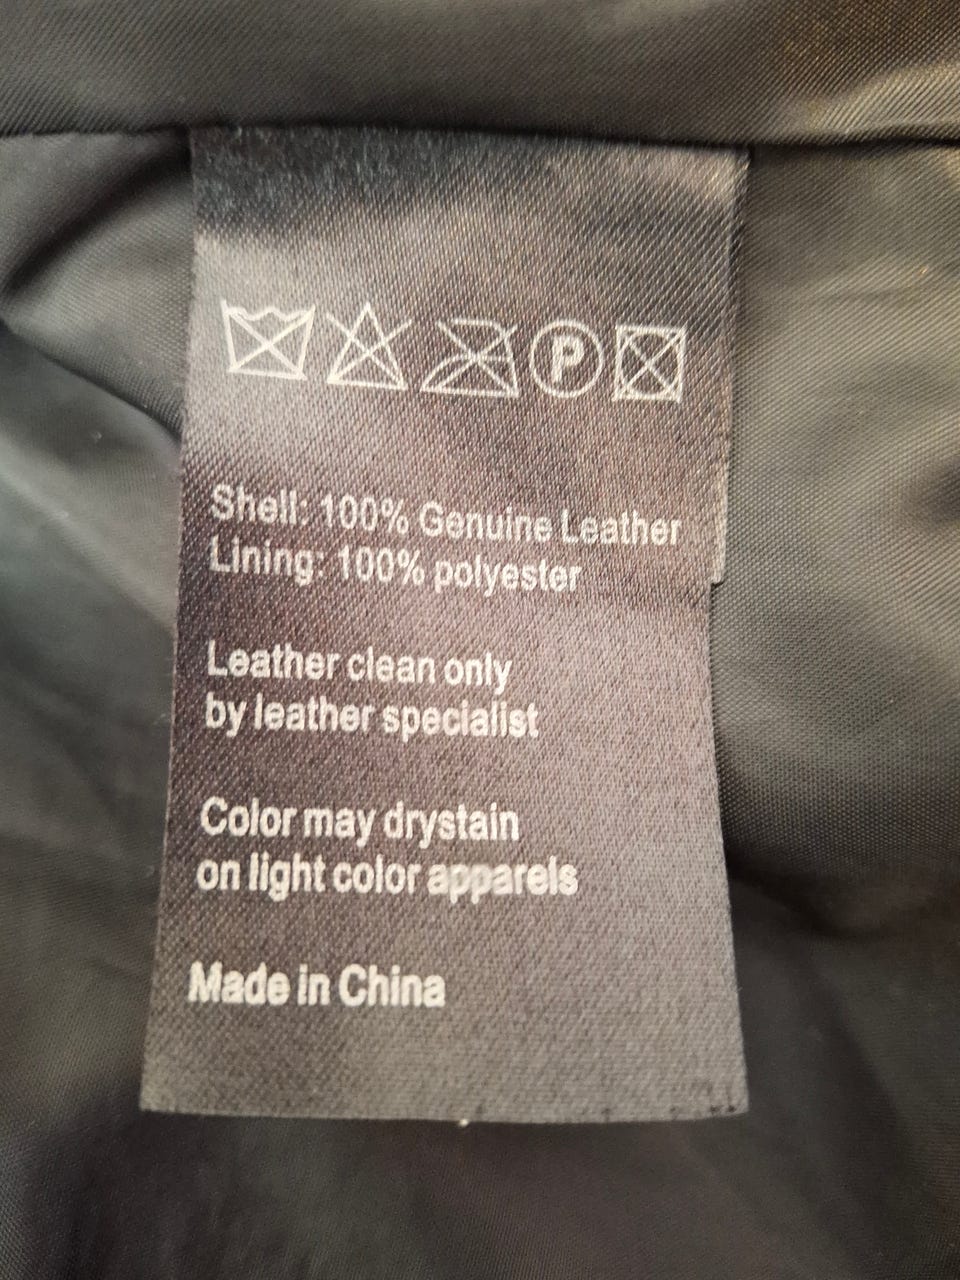 P
Shell: 100% Genuine Leather
Lining: 100% polyester
Leather clean only
by leather specialist
Color may drystain
on light color apparels
Made in China